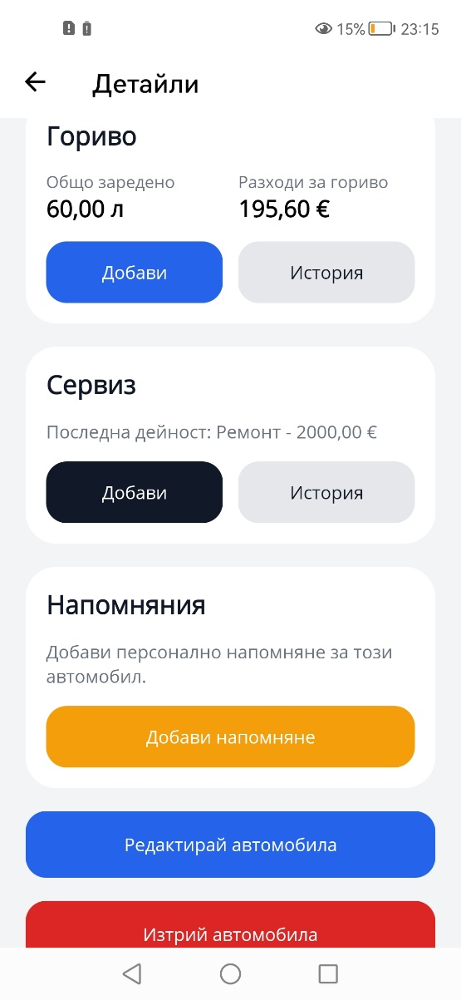 15% 23:15
Детайли
Гориво
Общо заредено Разходи за гориво
60,00 л 195,60 €
Добави История
Сервиз
Последна дейност: Ремонт - 2000,00 €
Добави История
Напомняния
Добави персонално напомняне за този
автомобил.
Добави напомняне
Редактирай автомобила
Изтрий автомобила